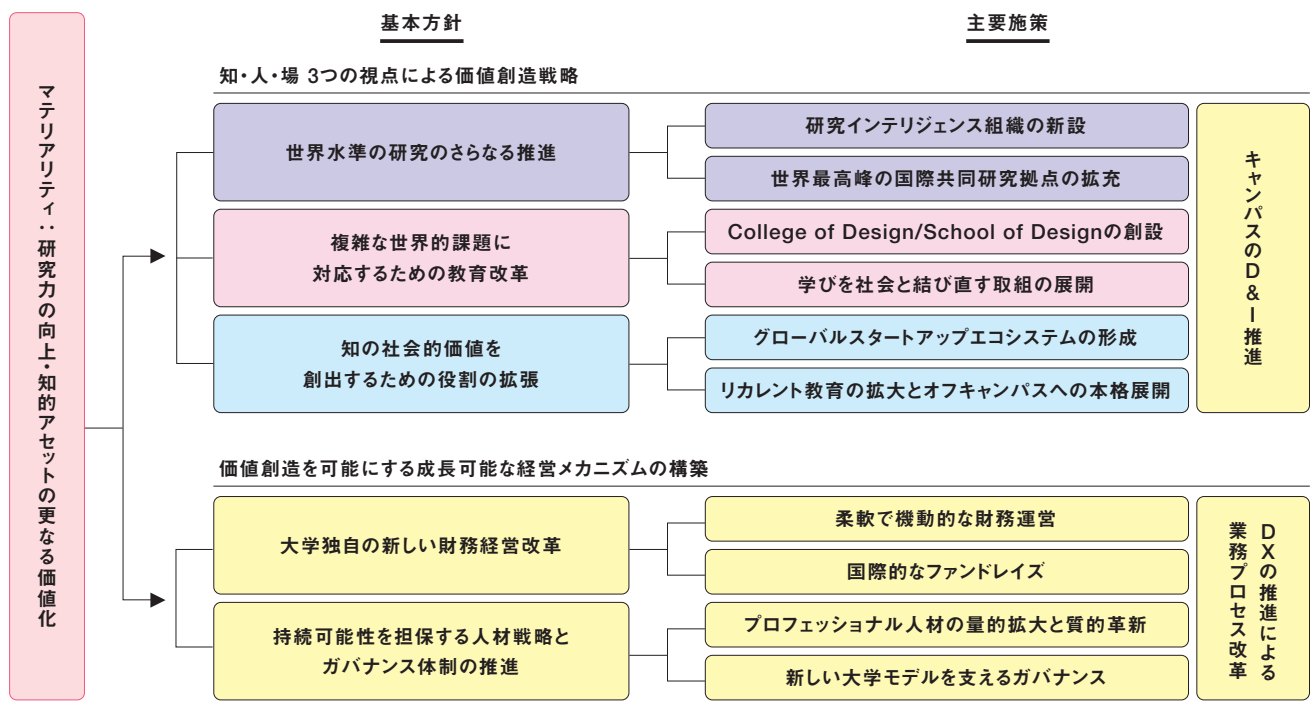 基本方針
主要施策
マテリアリティ：研究力の向上・知的アセットの更なる価値化
知・人・場 3つの視点による価値創造戦略
世界水準の研究のさらなる推進
研究インテリジェンス組織の新設
世界最高峰の国際共同研究拠点の拡充
複雑な世界的課題に
対応するための教育改革
College of Design/School of Designの創設
学びを社会と結び直す取組の展開
知の社会的価値を
創出するための役割の拡張
グローバルスタートアップエコシステムの形成
リカレント教育の拡大とオフキャンパスへの本格展開
キャンパスのD&I推進
価値創造を可能にする成長可能な経営メカニズムの構築
大学独自の新しい財務経営改革
柔軟で機動的な財務運営
国際的なファンドレイズ
持続可能性を担保する人材戦略と
ガバナンス体制の推進
プロフェッショナル人材の量的拡大と質的革新
新しい大学モデルを支えるガバナンス
DXの推進による
業務プロセス改革